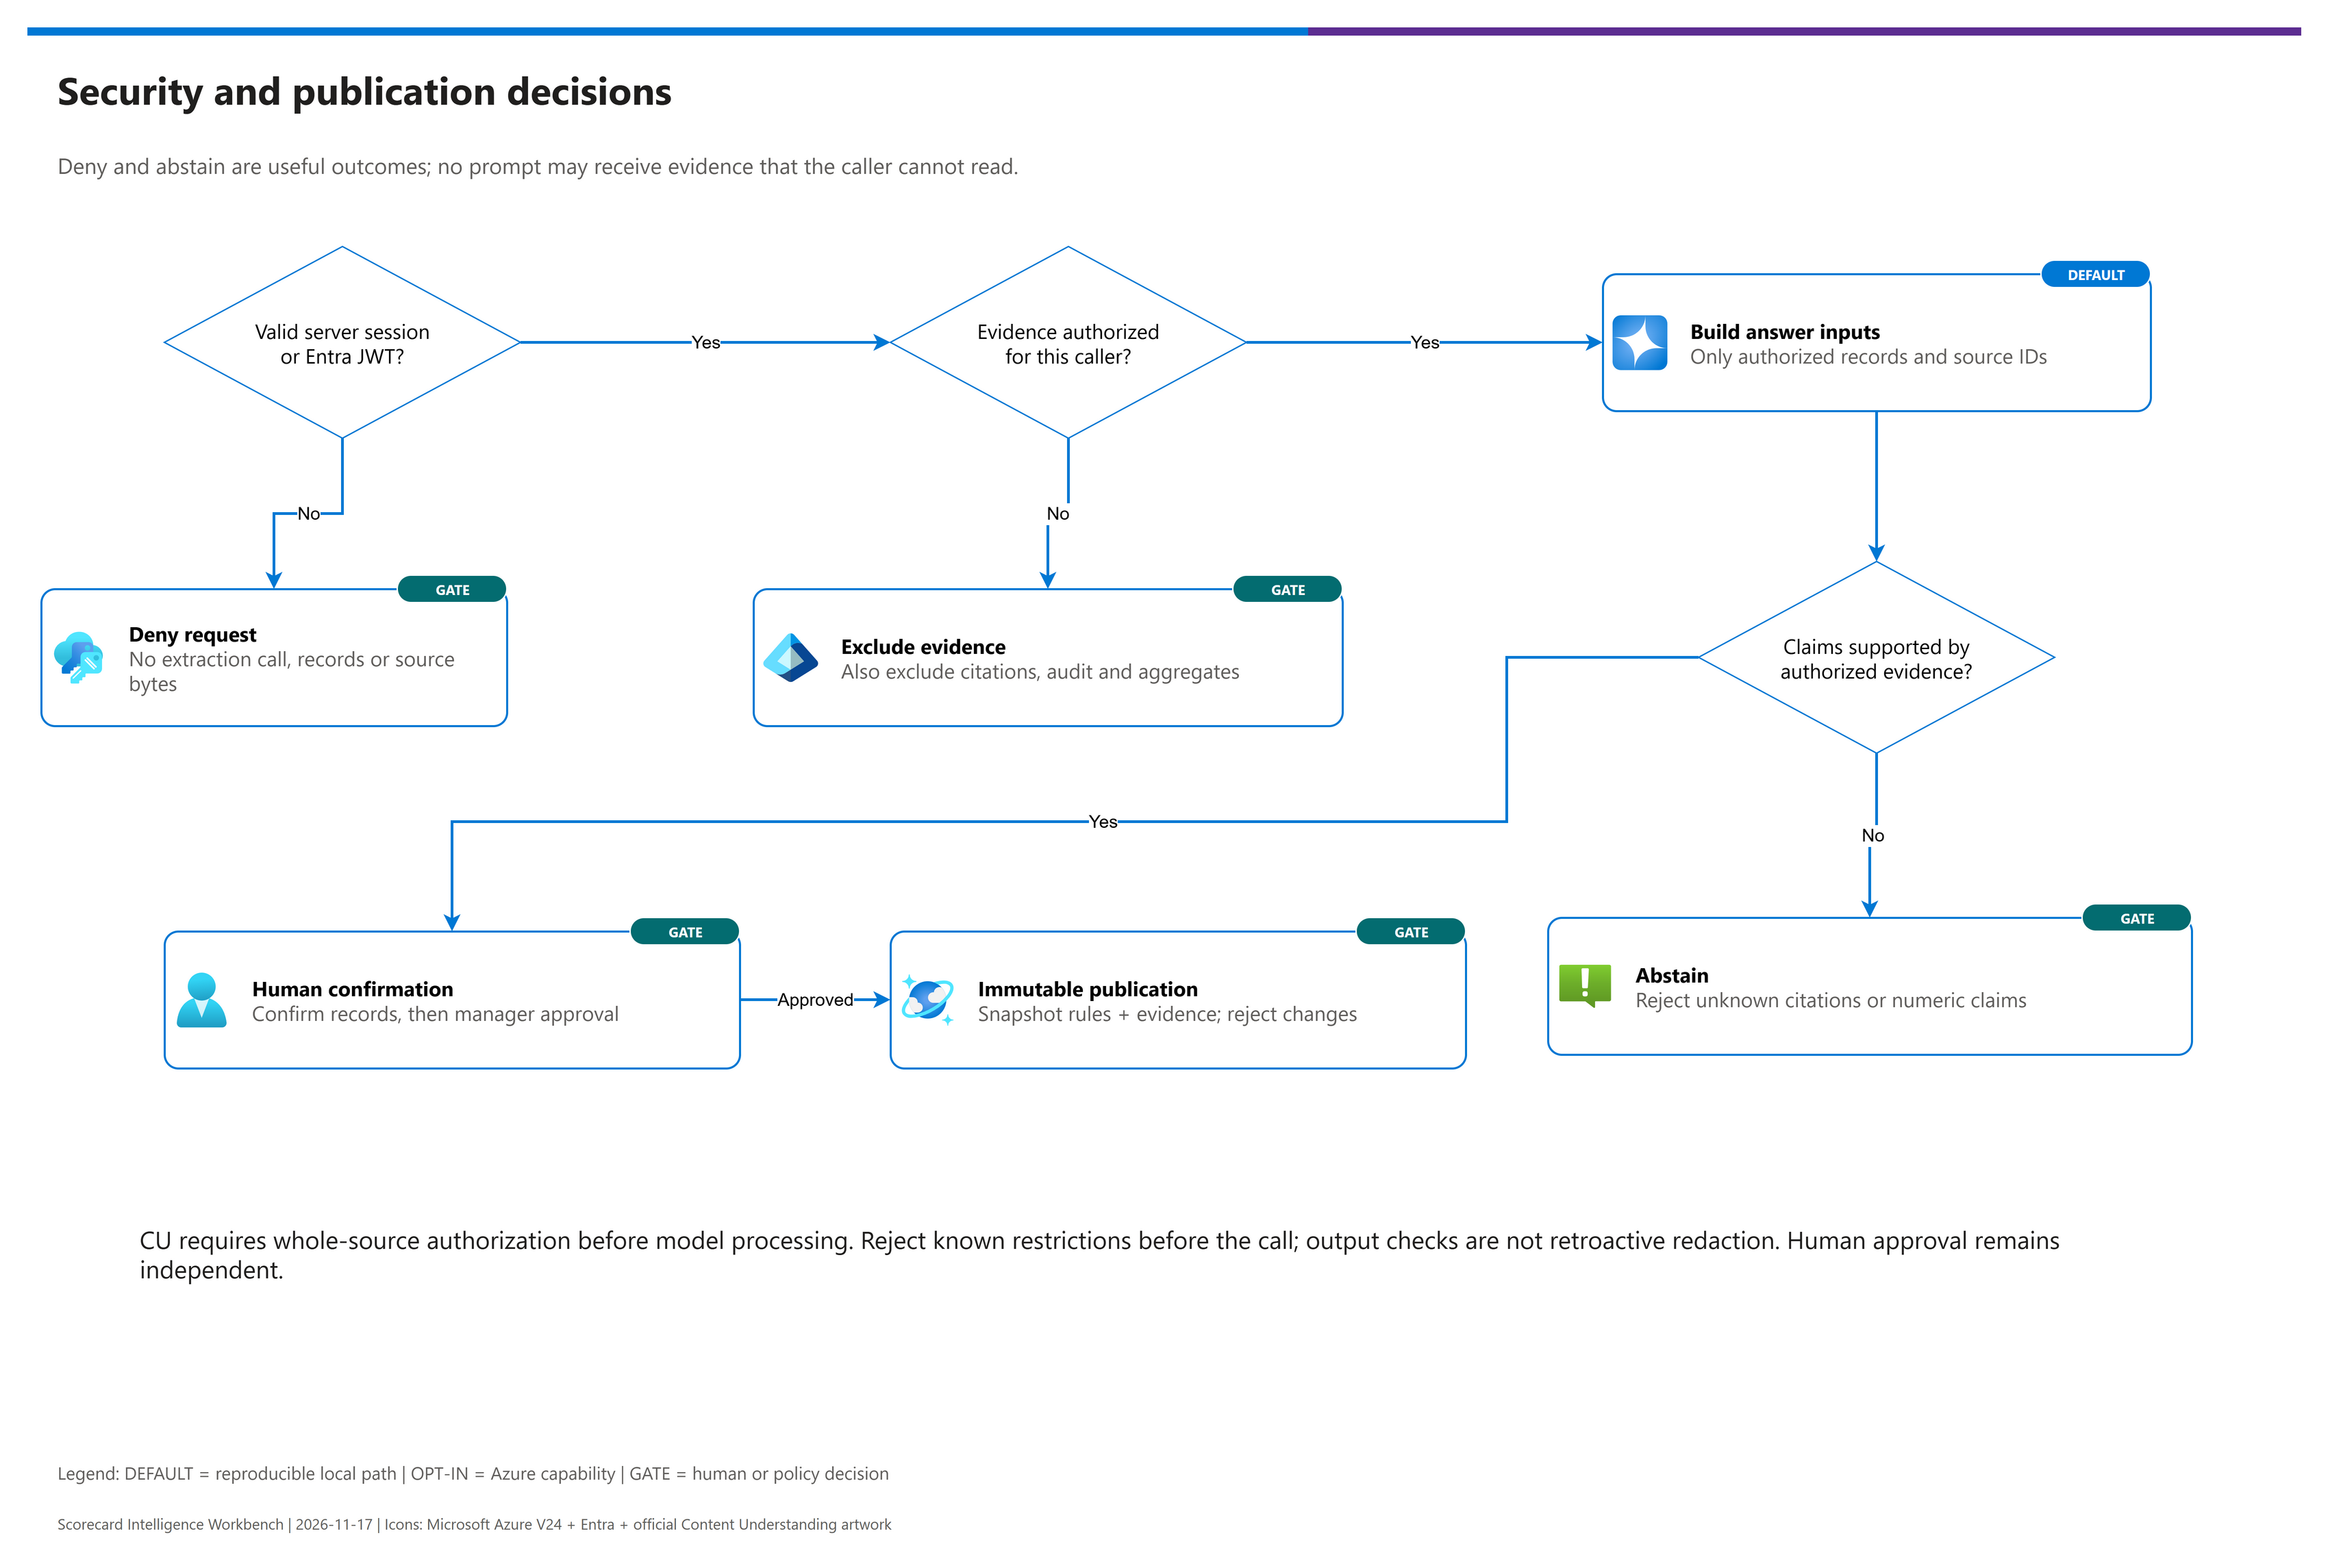 Security and publication decisions
Deny and abstain are useful outcomes; no prompt may receive evidence that the caller cannot read.
Valid server session
or Entra JWT?
Yes
Evidence authorized
for this caller?
Yes
DEFAULT
Build answer inputs
Only authorized records and source IDs
No
No
GATE
Deny request
No extraction call, records or source
bytes
GATE
Exclude evidence
Also exclude citations, audit and aggregates
Claims supported by
authorized evidence?
Yes
No
GATE
Human confirmation
Confirm records, then manager approval
Approved
GATE
Immutable publication
Snapshot rules + evidence; reject changes
GATE
Abstain
Reject unknown citations or numeric claims
CU requires whole-source authorization before model processing. Reject known restrictions before the call; output checks are not retroactive redaction. Human approval remains
independent.
Legend: DEFAULT = reproducible local path | OPT-IN = Azure capability | GATE = human or policy decision
Scorecard Intelligence Workbench | 2026-11-17 | Icons: Microsoft Azure V24 + Entra + official Content Understanding artwork